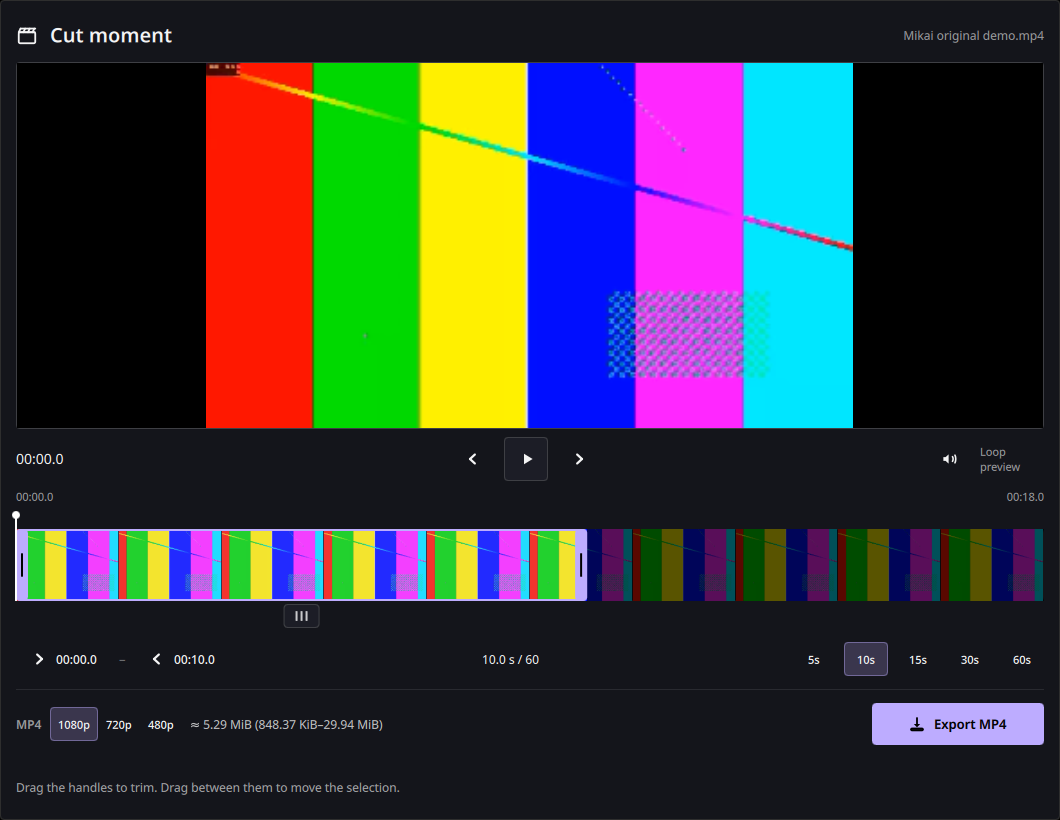 Cut moment
Mikai original demo.mp4
00:00.0
Loop
preview
00:00.0
00:18.0
00:00.0 – 00:10.0
10.0 s / 60
5s
10s
15s
30s
60s
MP4
1080p
720p
480p
≈ 5.29 MiB (848.37 KiB–29.94 MiB)
Export MP4
Drag the handles to trim. Drag between them to move the selection.